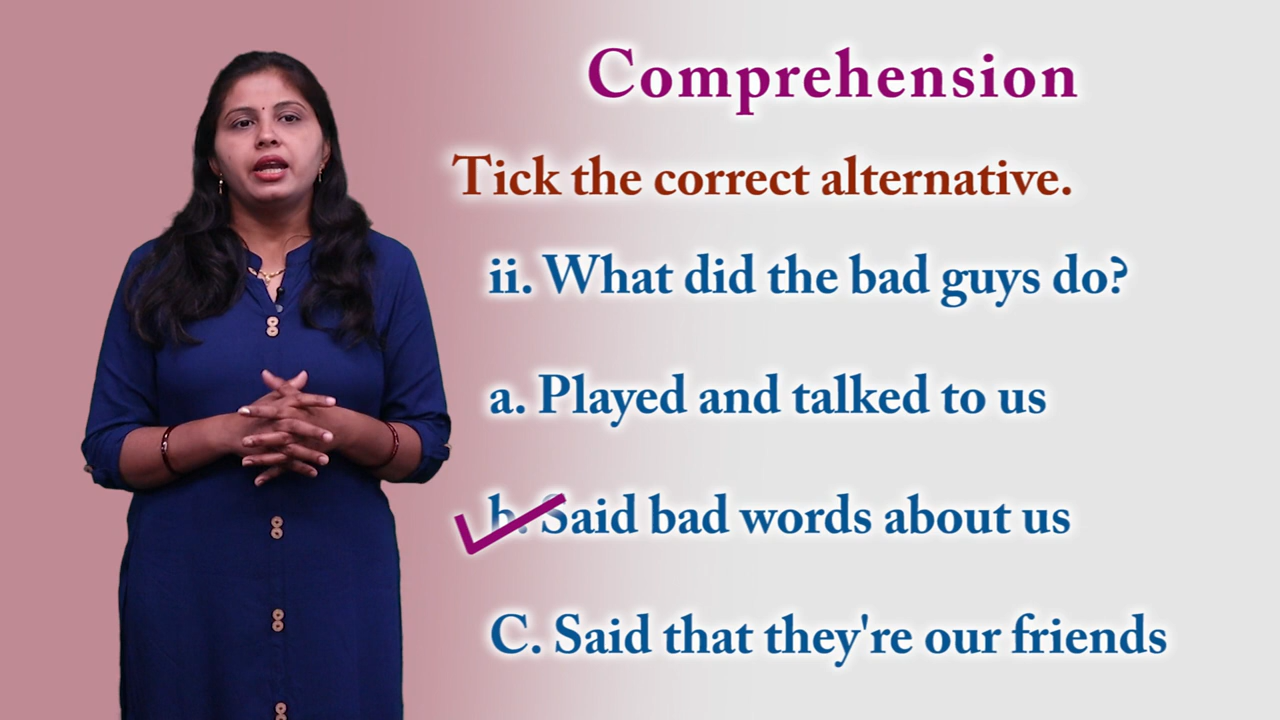 Comprehension
Tick the correct alternative.
ii. What did the bad guys do?
a. Played and talked to us
b. Said bad words about us
C. Said that they're our friends